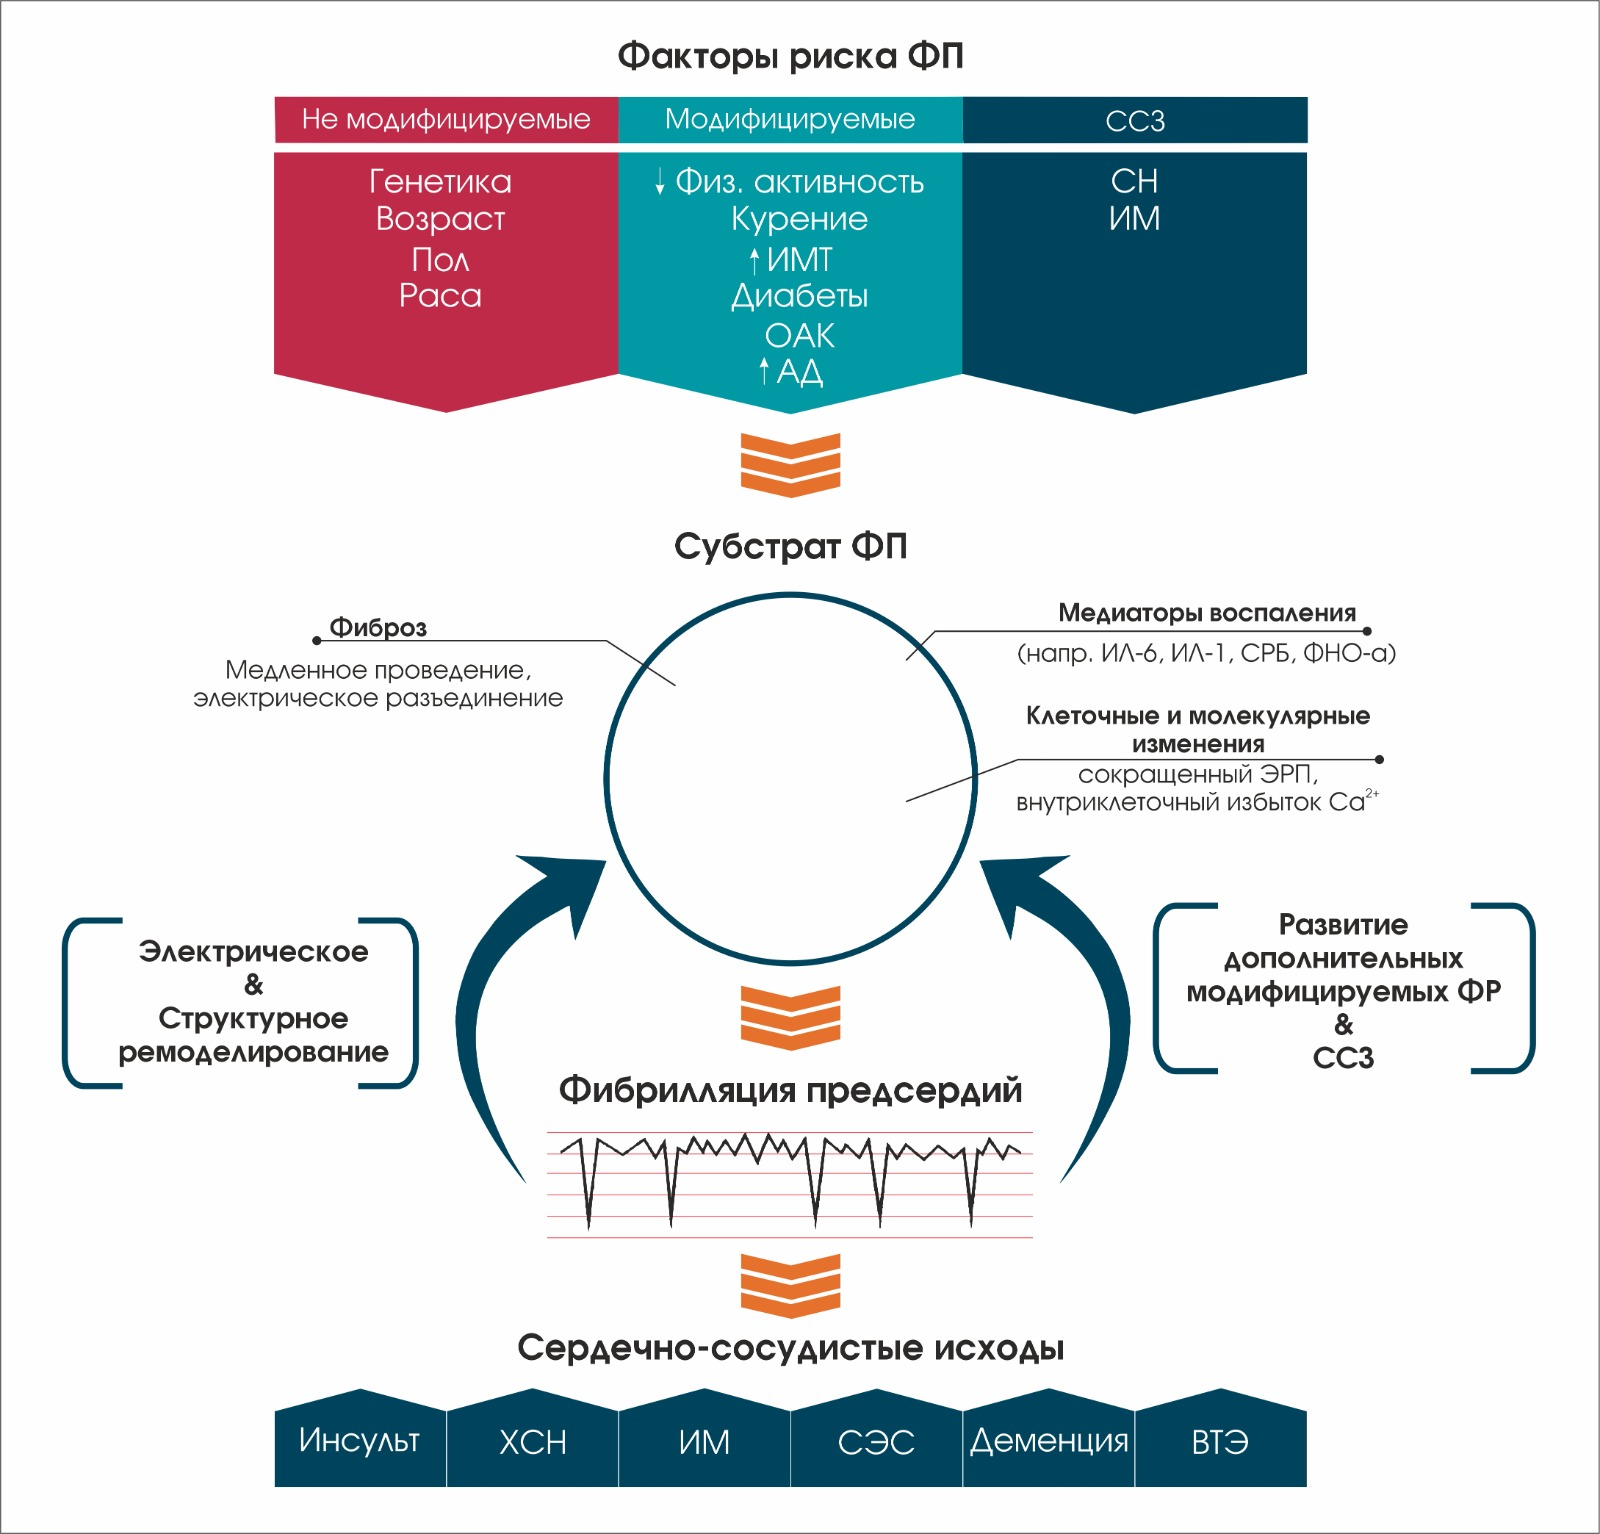 Факторы риска ФП
Не модифицируемые
Модифицируемые
ССЗ
Генетика
Возраст
Пол
Раса
↓ Физ. активность
Курение
↑ ИМТ
Диабеты
ОАК
↑ АД
СН
ИМ
Субстрат ФП
Фиброз
Медленное проведение,
электрическое разъединение
Медиаторы воспаления
(напр. ИЛ-6, ИЛ-1, СРБ, ФНО-а)
Клеточные и молекулярные
изменения
сокращенный ЭРП,
внутриклеточный избыток Ca²⁺
Электрическое
&
Структурное
ремоделирование
Развитие
дополнительных
модифицируемых ФР
&
ССЗ
Фибрилляция предсердий
Сердечно-сосудистые исходы
Инсульт
ХСН
ИМ
СЭС
Деменция
ВТЭ